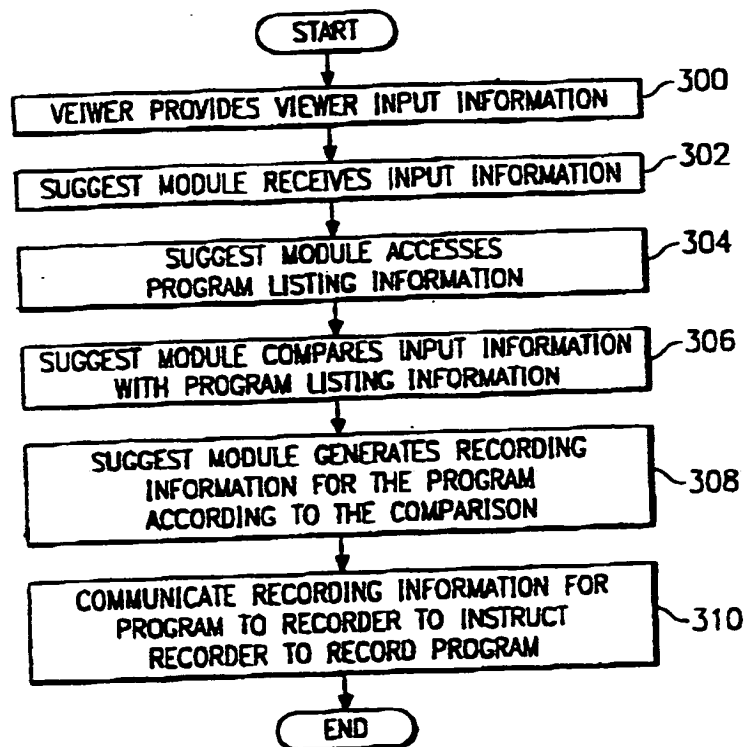 START
VEIWER PROVIDES VIEWER INPUT INFORMATION
300
SUGGEST MODULE RECEIVES INPUT INFORMATION
302
SUGGEST MODULE ACCESSES
PROGRAM LISTING INFORMATION
304
SUGGEST MODULE COMPARES INPUT INFORMATION
WITH PROGRAM LISTING INFORMATION
306
SUGGEST MODULE GENERATES RECORDING
INFORMATION FOR THE PROGRAM
ACCORDING TO THE COMPARISON
308
COMMUNICATE RECORDING INFORMATION FOR
PROGRAM TO RECORDER TO INSTRUCT
RECORDER TO RECORD PROGRAM
310
END